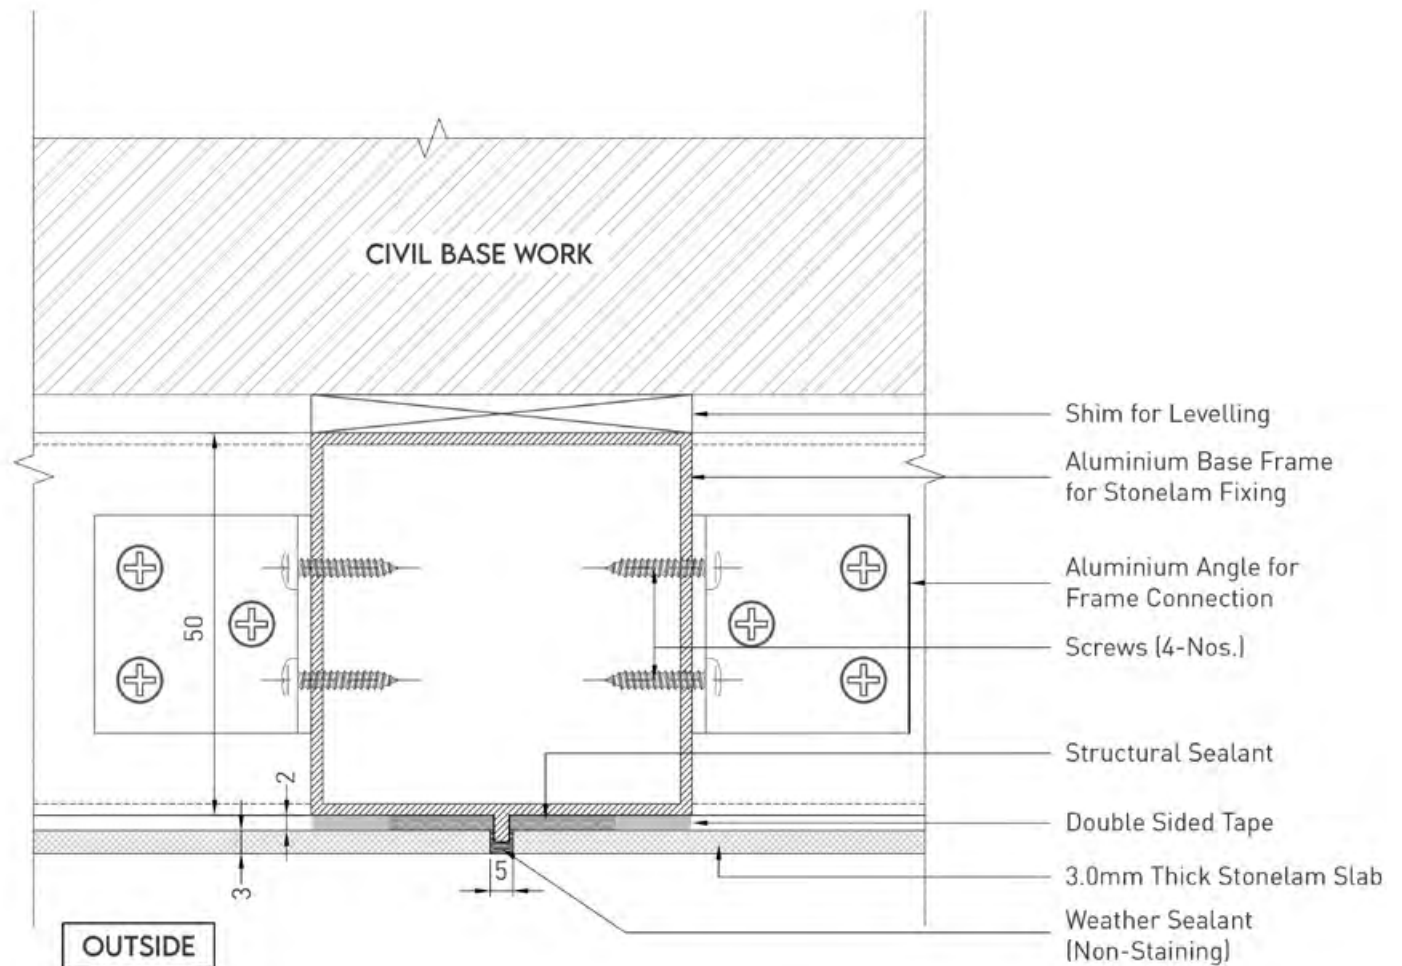 CIVIL BASE WORK
Shim for Levelling
Aluminium Base Frame
for Stonelam Fixing
Aluminium Angle for
Frame Connection
50
Screws (4-Nos.)
Structural Sealant
2
Double Sided Tape
5
3.0mm Thick Stonelam Slab
3
Weather Sealant
(Non-Staining)
OUTSIDE